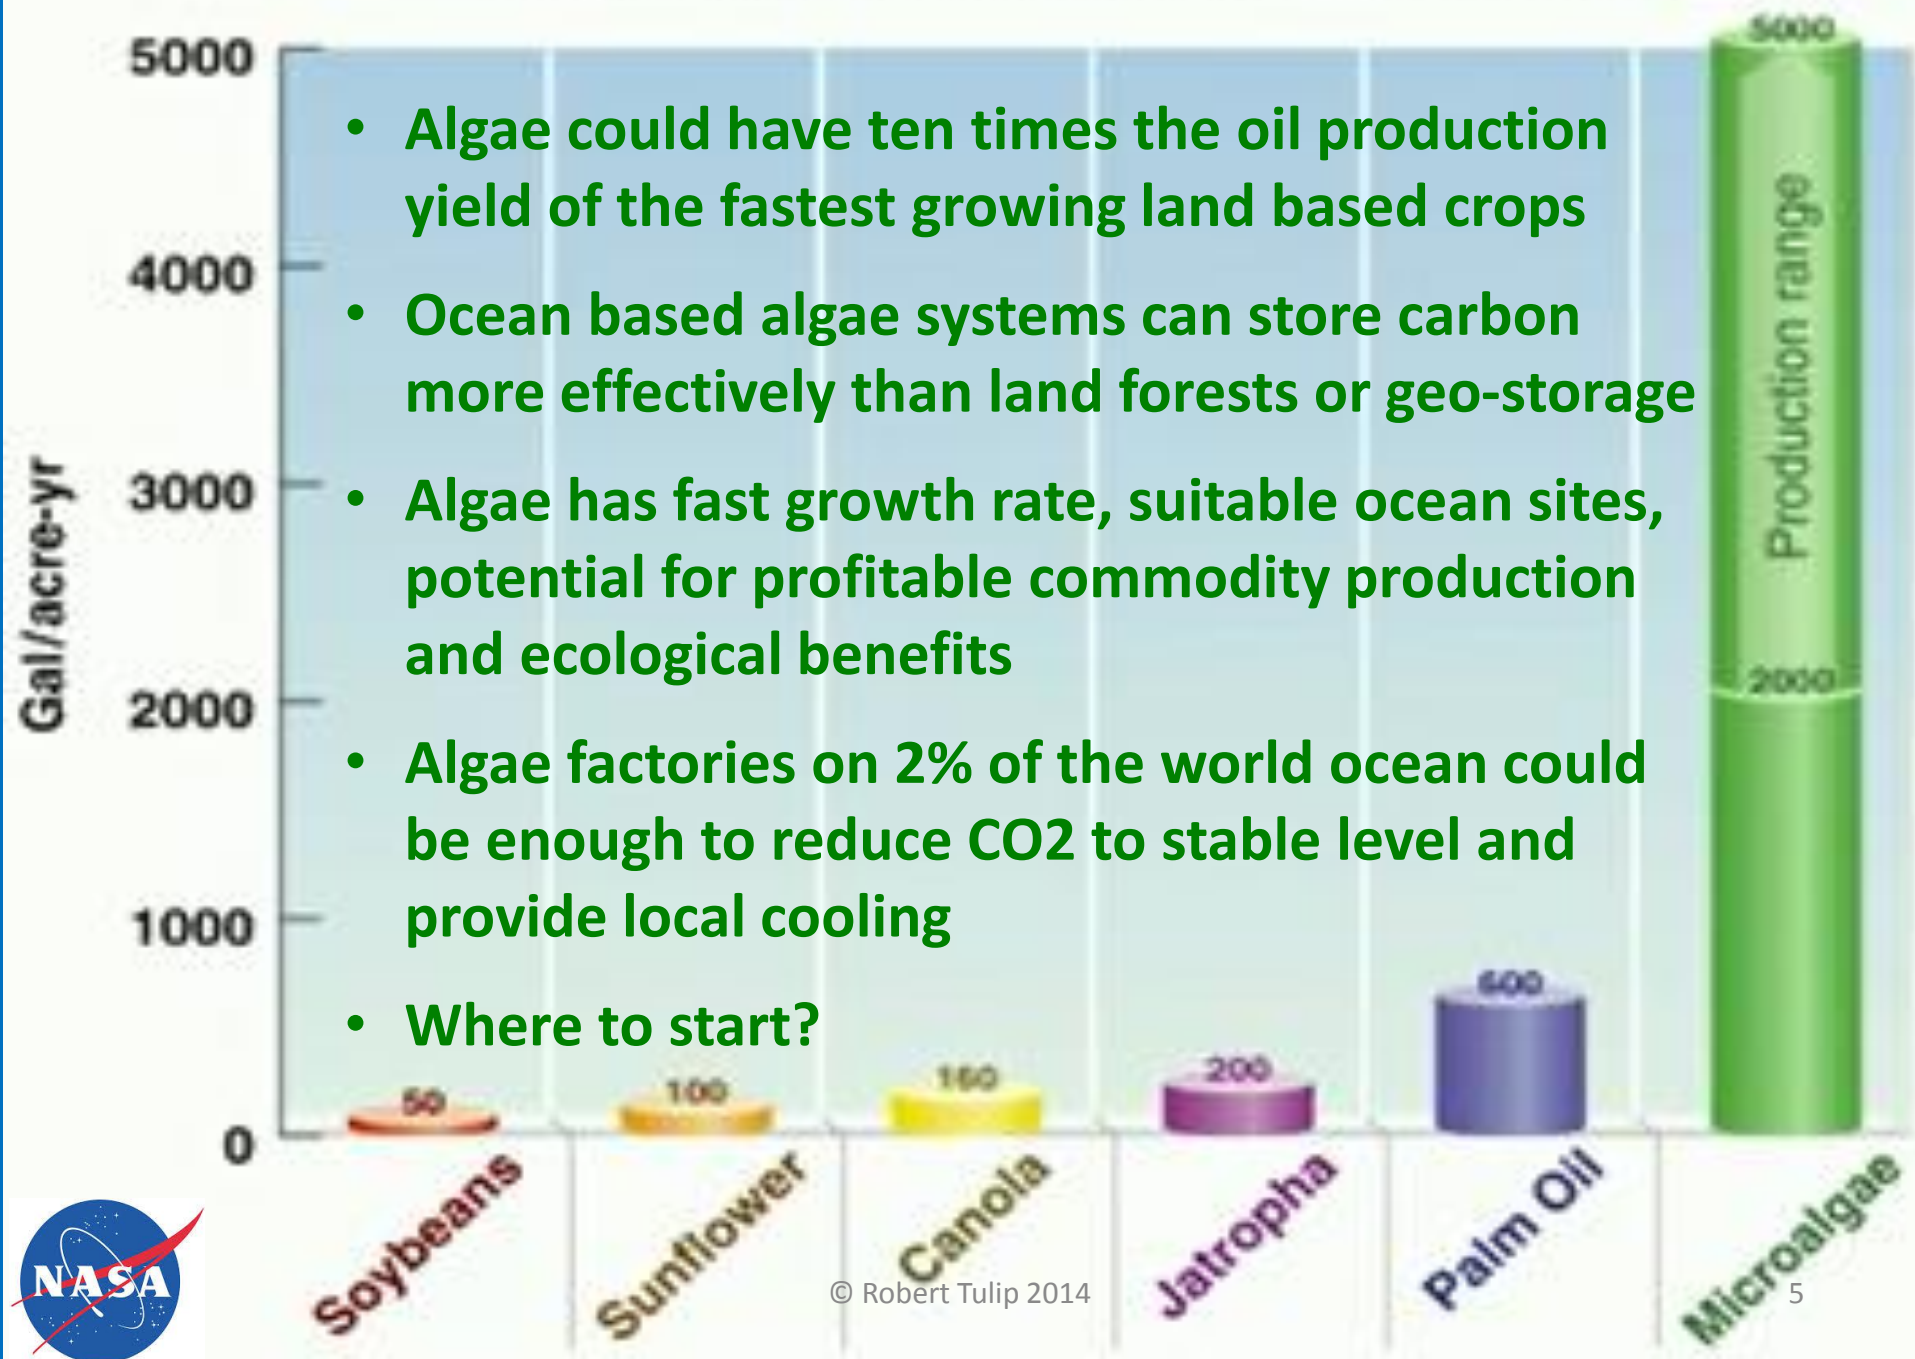 5000
4000
3000
2000
1000
0
Gal/acre-yr
• Algae could have ten times the oil production
yield of the fastest growing land based crops
• Ocean based algae systems can store carbon
more effectively than land forests or geo-storage
• Algae has fast growth rate, suitable ocean sites,
potential for profitable commodity production
and ecological benefits
• Algae factories on 2% of the world ocean could
be enough to reduce CO2 to stable level and
provide local cooling
• Where to start?
5000
Production range
2000
50
100
160
200
600
Soybeans
Sunflower
Canola
Jatropha
Palm Oil
Microalgae
NASA
© Robert Tulip 2014
5